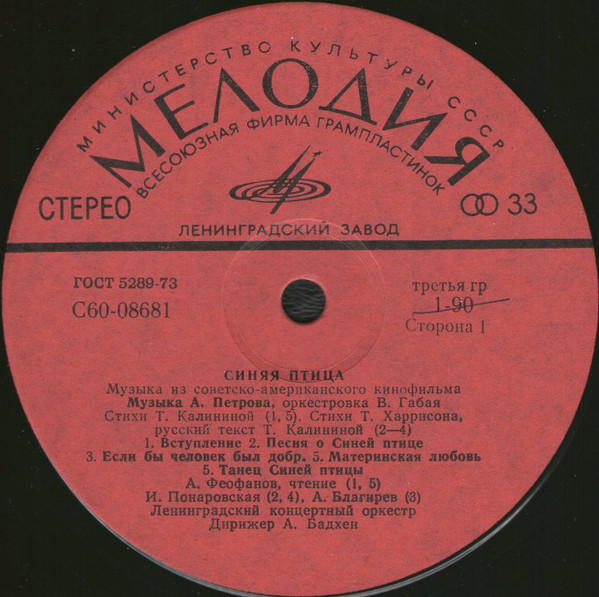 МИНИСТЕРСТВО КУЛЬТУРЫ СССР
МЕЛОДИЯ
ВСЕСОЮЗНАЯ ФИРМА ГРАМПЛАСТИНОК
СТЕРЕО
33
ЛЕНИНГРАДСКИЙ ЗАВОД
ГОСТ 5289-73
третья гр
С60-08681
1-90
Сторона 1
СИНЯЯ ПТИЦА
Музыка из советско-американского кинофильма
Музыка А. Петрова, оркестровка В. Габая
Стихи Т. Калининой (1, 5). Стихи Т. Харрисона,
русский текст Т. Калининой (2—4)
1. Вступление 2. Песня о Синей птице
3. Если бы человек был добр. 5. Материнская любовь
5. Танец Синей птицы
А. Феофанов, чтение (1, 5)
И. Понаровская (2, 4), А. Благирев (3)
Ленинградский концертный оркестр
Дирижер А. Бадхен